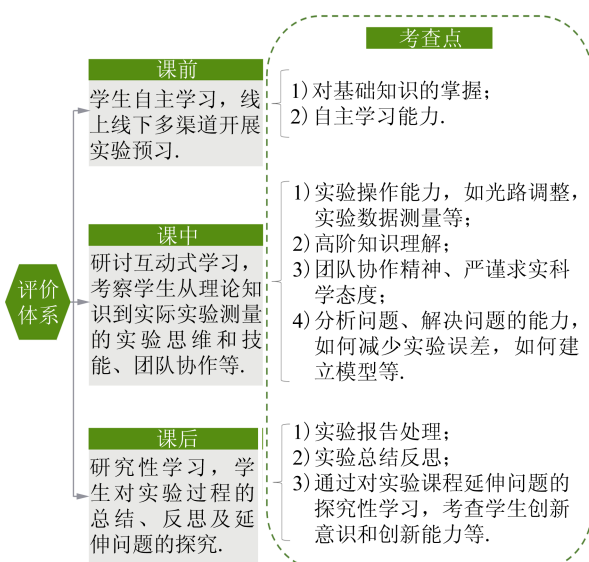 考查点
课前
学生自主学习，线
上线下多渠道开展
实验预习.
1)对基础知识的掌握；
2)自主学习能力.
评价
体系
课中
研讨互动式学习，
考察学生从理论知
识到实际实验测量
的实验思维和技
能、团队协作等.
1)实验操作能力，如光路调整，
实验数据测量等；
2)高阶知识理解；
3)团队协作精神、严谨求实科
学态度；
4)分析问题、解决问题的能力，
如何减少实验误差，如何建
立模型等.
课后
研究性学习，学
生对实验过程的
总结、反思及延
伸问题的探究.
1)实验报告处理；
2)实验总结反思；
3)通过对实验课程延伸问题的
探究性学习，考查学生创新
意识和创新能力等.